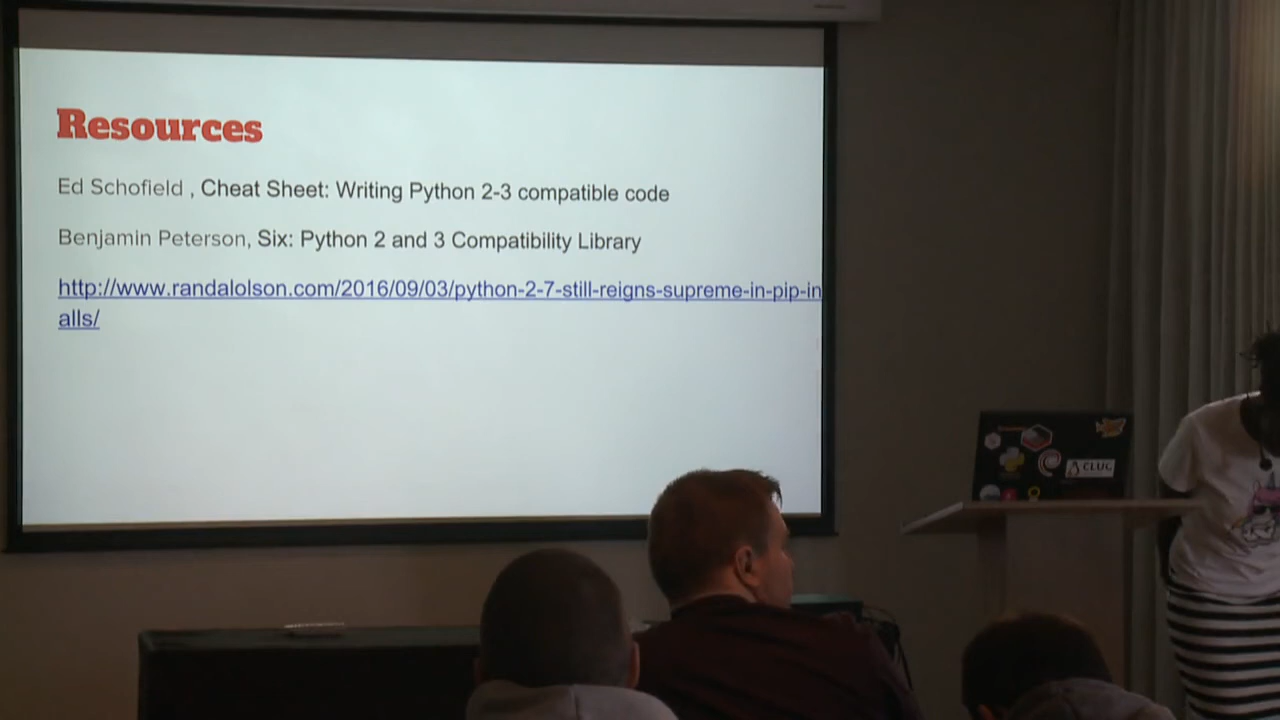 Resources
Ed Schofield , Cheat Sheet: Writing Python 2-3 compatible code
Benjamin Peterson, Six: Python 2 and 3 Compatibility Library
http://www.randalolson.com/2016/09/03/python-2-7-still-reigns-supreme-in-pip-in
alls/
CLUG